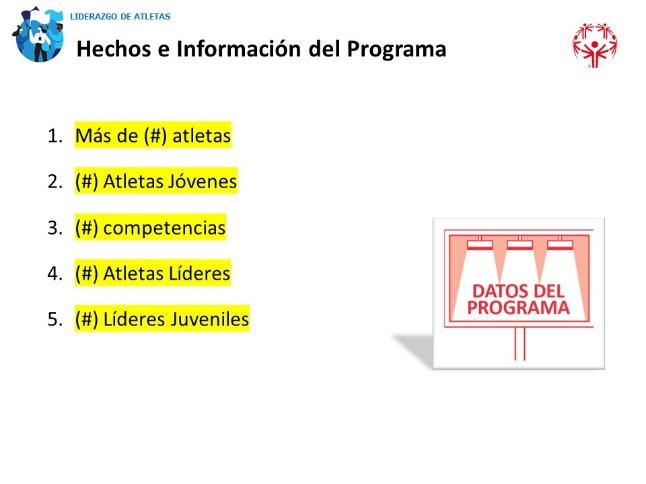 LIDERAZGO DE ATLETAS
Hechos e Información del Programa
1. Más de (#) atletas
2. (#) Atletas Jóvenes
3. (#) competencias
4. (#) Atletas Líderes
5. (#) Líderes Juveniles
DATOS DEL
PROGRAMA